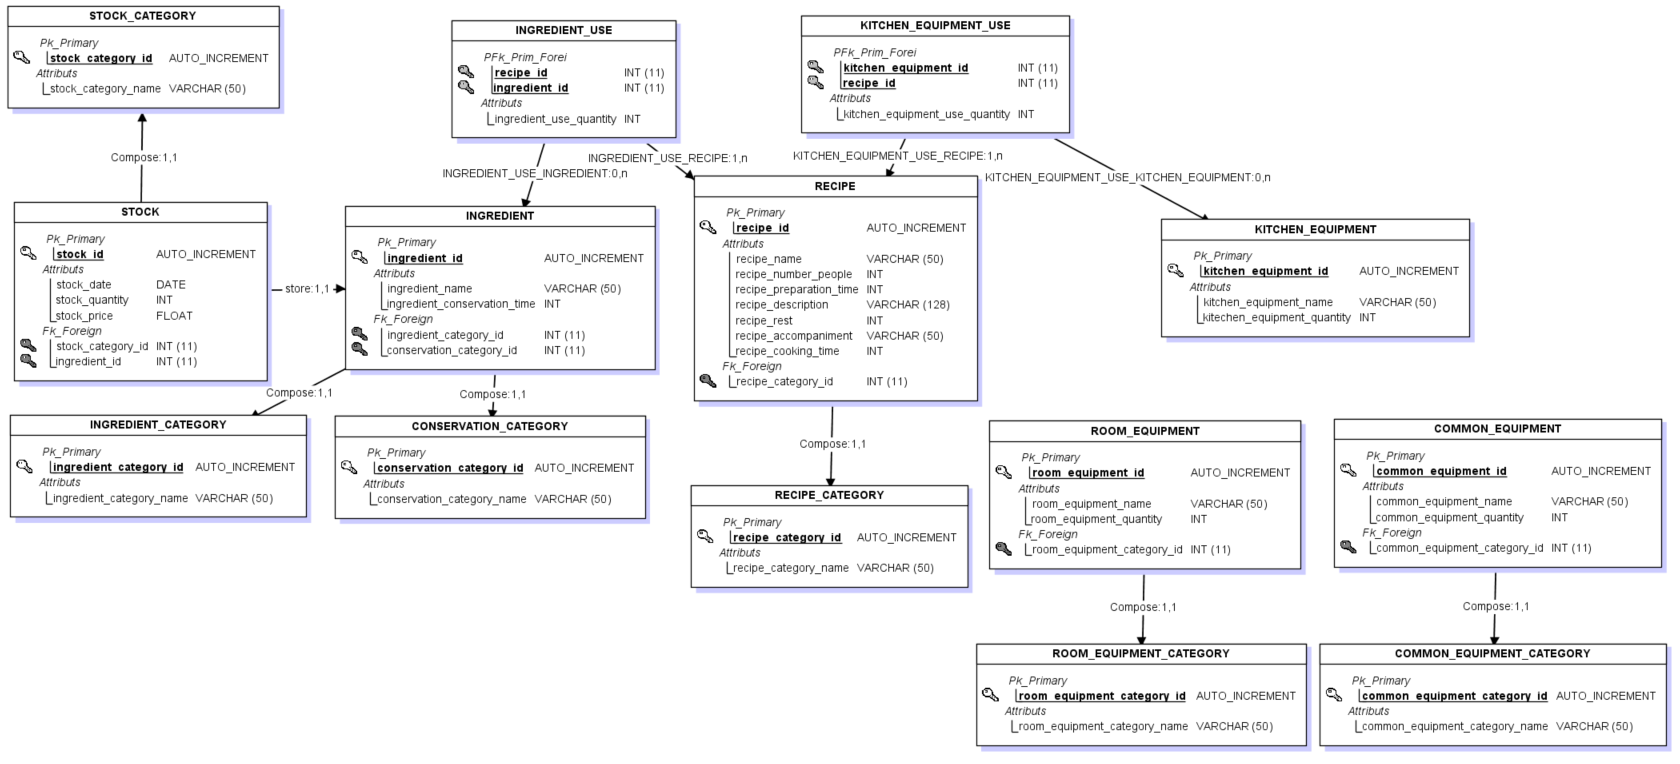 STOCK_CATEGORY
Pk_Primary
stock_category_id AUTO_INCREMENT
Attributs
stock_category_name VARCHAR (50)
INGREDIENT_USE
PFk_Prim_Forei
recipe_id INT (11)
ingredient_id INT (11)
Attributs
ingredient_use_quantity INT
KITCHEN_EQUIPMENT_USE
PFk_Prim_Forei
kitchen_equipment_id INT (11)
recipe_id INT (11)
Attributs
kitchen_equipment_use_quantity INT
Compose:1,1
INGREDIENT_USE_RECIPE:1,n
INGREDIENT_USE_INGREDIENT:0,n
KITCHEN_EQUIPMENT_USE_RECIPE:1,n
KITCHEN_EQUIPMENT_USE_KITCHEN_EQUIPMENT:0,n
STOCK
Pk_Primary
stock_id AUTO_INCREMENT
Attributs
stock_date DATE
stock_quantity INT
stock_price FLOAT
Fk_Foreign
stock_category_id INT (11)
ingredient_id INT (11)
store:1,1
INGREDIENT
Pk_Primary
ingredient_id AUTO_INCREMENT
Attributs
ingredient_name VARCHAR (50)
ingredient_conservation_time INT
Fk_Foreign
ingredient_category_id INT (11)
conservation_category_id INT (11)
RECIPE
Pk_Primary
recipe_id AUTO_INCREMENT
Attributs
recipe_name VARCHAR (50)
recipe_number_people INT
recipe_preparation_time INT
recipe_description VARCHAR (128)
recipe_rest INT
recipe_accompaniment VARCHAR (50)
recipe_cooking_time INT
Fk_Foreign
recipe_category_id INT (11)
KITCHEN_EQUIPMENT
Pk_Primary
kitchen_equipment_id AUTO_INCREMENT
Attributs
kitchen_equipment_name VARCHAR (50)
kitechen_equipment_quantity INT
Compose:1,1
Compose:1,1
Compose:1,1
INGREDIENT_CATEGORY
Pk_Primary
ingredient_category_id AUTO_INCREMENT
Attributs
ingredient_category_name VARCHAR (50)
CONSERVATION_CATEGORY
Pk_Primary
conservation_category_id AUTO_INCREMENT
Attributs
conservation_category_name VARCHAR (50)
RECIPE_CATEGORY
Pk_Primary
recipe_category_id AUTO_INCREMENT
Attributs
recipe_category_name VARCHAR (50)
ROOM_EQUIPMENT
Pk_Primary
room_equipment_id AUTO_INCREMENT
Attributs
room_equipment_name VARCHAR (50)
room_equipment_quantity INT
Fk_Foreign
room_equipment_category_id INT (11)
COMMON_EQUIPMENT
Pk_Primary
common_equipment_id AUTO_INCREMENT
Attributs
common_equipment_name VARCHAR (50)
common_equipment_quantity INT
Fk_Foreign
common_equipment_category_id INT (11)
Compose:1,1
Compose:1,1
ROOM_EQUIPMENT_CATEGORY
Pk_Primary
room_equipment_category_id AUTO_INCREMENT
Attributs
room_equipment_category_name VARCHAR (50)
COMMON_EQUIPMENT_CATEGORY
Pk_Primary
common_equipment_category_id AUTO_INCREMENT
Attributs
common_equipment_category_name VARCHAR (50)